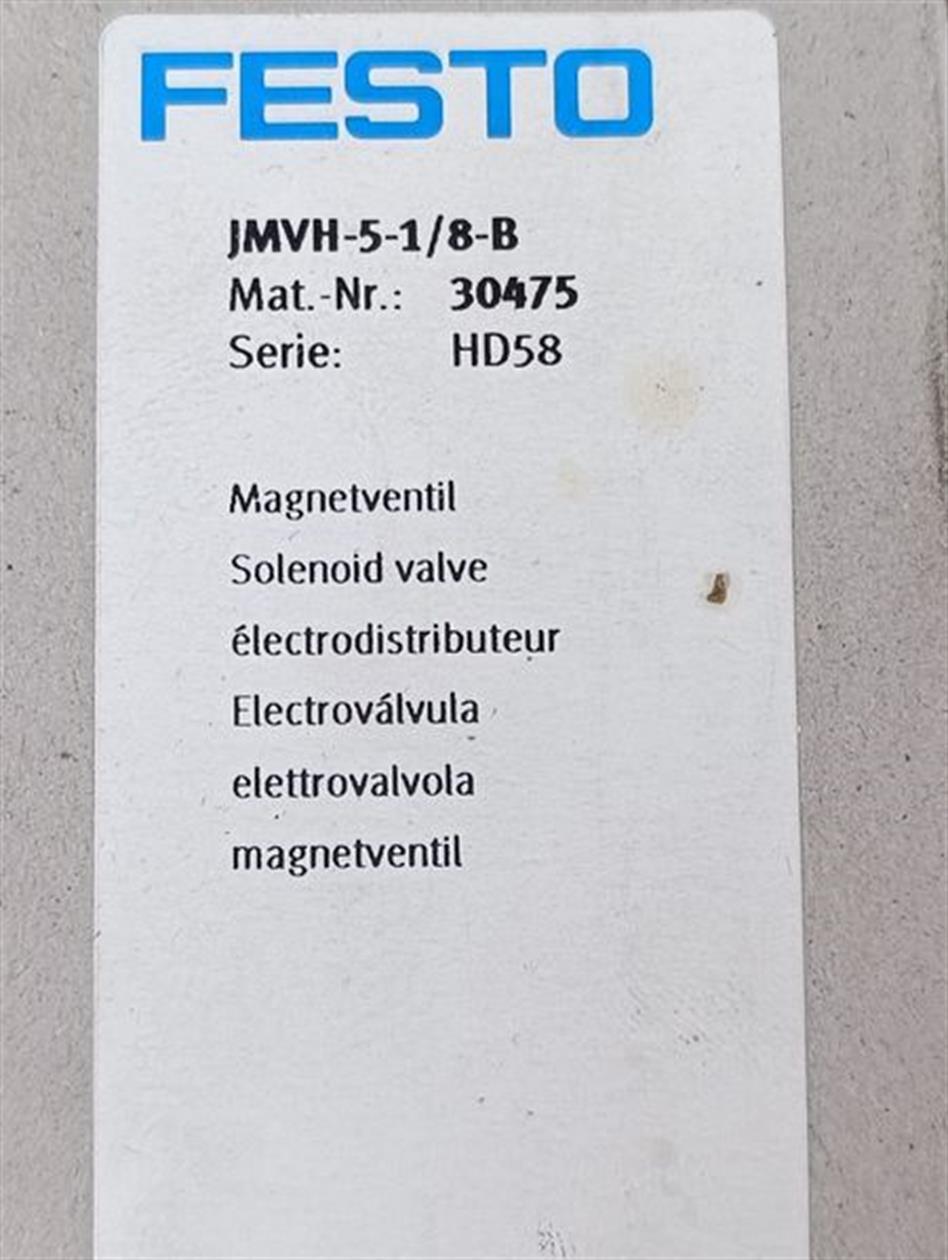 FESTO
JMVH-5-1/8-B
Mat.-Nr.: 30475
Serie: HD58
Magnetventil
Solenoid valve
électrodistributeur
Electroválvula
elettrovalvola
magnetventil